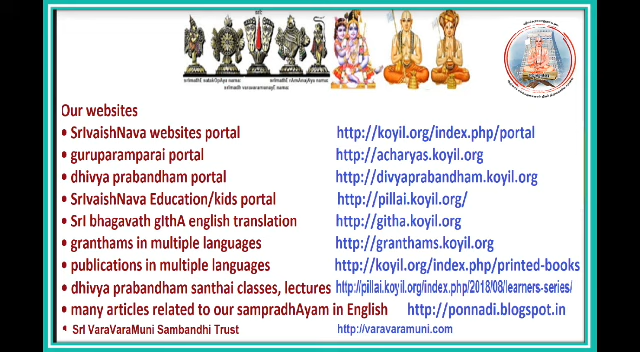 srImathE varavaramunayE nama:
Our websites
• SrIvaishNava websites portal http://koyil.org/index.php/portal
• guruparamparai portal http://acharyas.koyil.org
• dhivya prabandham portal http://divyaprabandham.koyil.org
• SrIvaishNava Education/kids portal http://pillai.koyil.org/
• SrI bhagavath gIthA english translation http://githa.koyil.org
• granthams in multiple languages http://granthams.koyil.org
• publications in multiple languages http://koyil.org/index.php/printed-books
• dhivya prabandham santhai classes, lectures http://pillai.koyil.org/index.php/2018/08/learners-series/
• many articles related to our sampradhAyam in English http://ponnadi.blogspot.in
• SrI VaraVaraMuni Sambandhi Trust http://varavaramuni.com